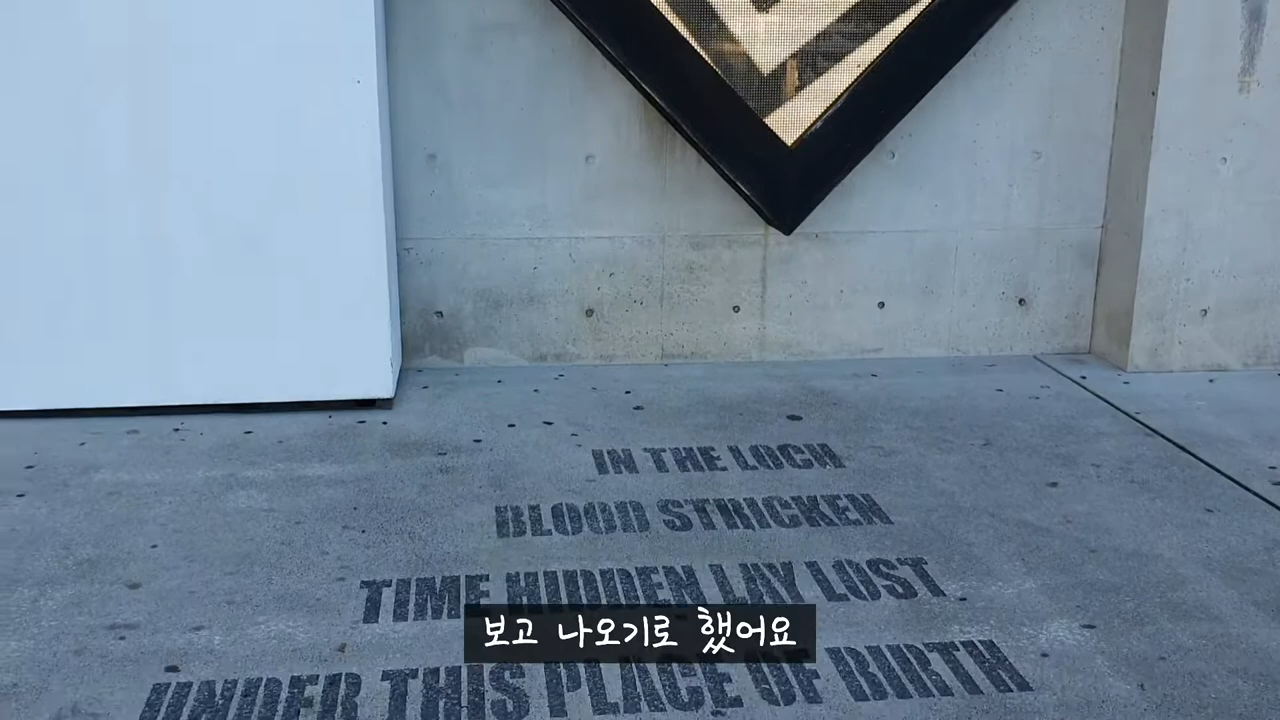 IN THE LOCH
BLOOD STRICKEN
TIME HIDDEN LAY LOST
보고 나오기로 했어요
UNDER THIS PLACE OF BIRTH